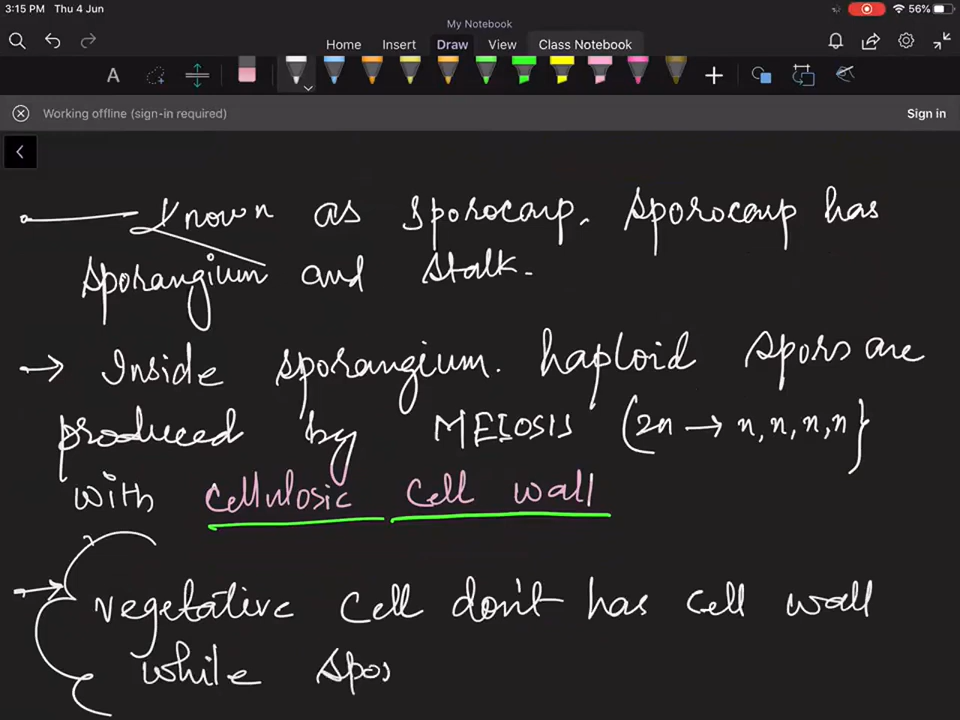 3:15 PM Thu 4 Jun
56%
My Notebook
Home Insert Draw View Class Notebook
A
Working offline (sign-in required) Sign in
known as sporocarp. sporocarp has
sporangium and stalk.
→ Inside sporangium. haploid spors are
produced by MEIOSIS (2n → n, n, n, n}
with cellulosic cell wall
→ vegetative cell don't has cell wall
while spos